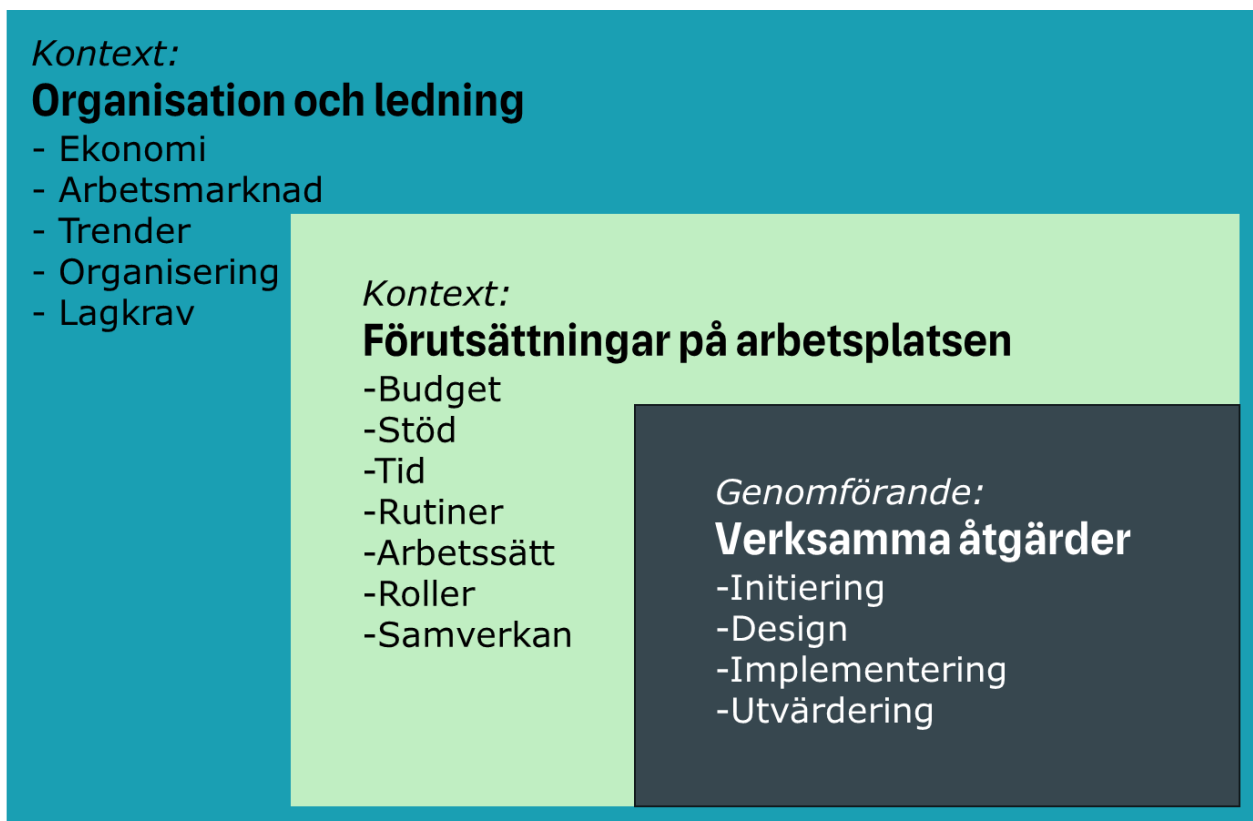 Kontext:
Organisation och ledning
- Ekonomi
- Arbetsmarknad
- Trender
- Organisering
- Lagkrav
Kontext:
Förutsättningar på arbetsplatsen
-Budget
-Stöd
-Tid
-Rutiner
-Arbetssätt
-Roller
-Samverkan
Genomförande:
Verksamma åtgärder
-Initiering
-Design
-Implementering
-Utvärdering